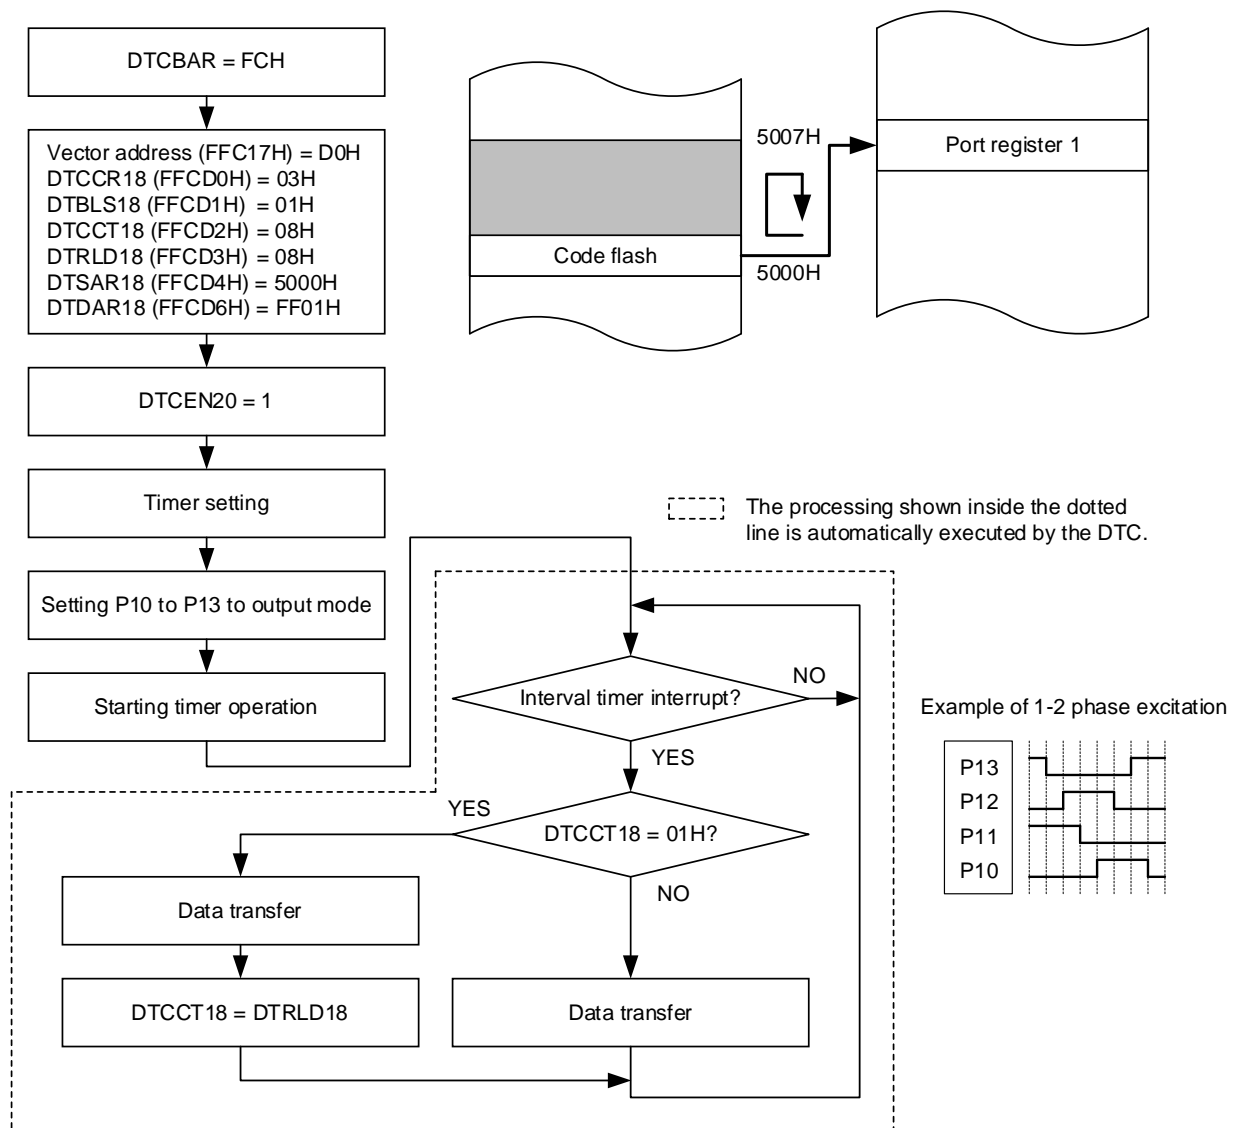 DTCBAR = FCH
Vector address (FFC17H) = D0H
DTCCR18 (FFCD0H) = 03H
DTBLS18 (FFCD1H) = 01H
DTCCT18 (FFCD2H) = 08H
DTRLD18 (FFCD3H) = 08H
DTSAR18 (FFCD4H) = 5000H
DTDAR18 (FFCD6H) = FF01H
DTCEN20 = 1
Timer setting
Setting P10 to P13 to output mode
Starting timer operation
5007H
Port register 1
Code flash
5000H
The processing shown inside the dotted
line is automatically executed by the DTC.
Interval timer interrupt?
NO
YES
DTCCT18 = 01H?
YES
NO
Data transfer
DTCCT18 = DTRLD18
Data transfer
Example of 1-2 phase excitation
P13
P12
P11
P10